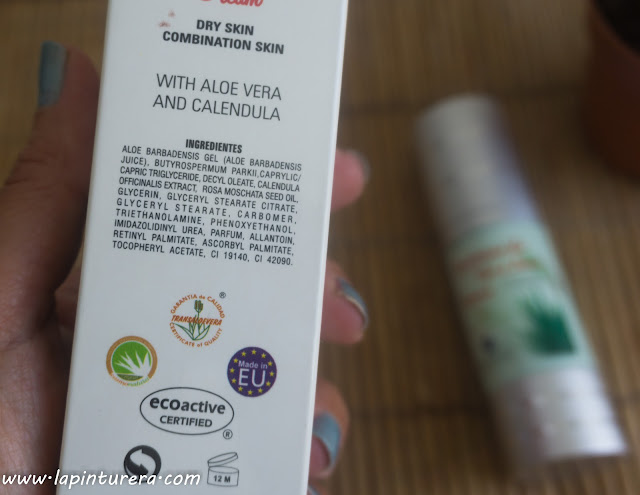 DRY SKIN
COMBINATION SKIN
WITH ALOE VERA
AND CALENDULA
INGREDIENTES
ALOE BARBADENSIS GEL (ALOE BARBADENSIS
JUICE), BUTYROSPERMUM PARKII,CAPRYLIC/
CAPRIC TRIGLYCERIDE, DECYL OLEATE, CALENDULA
OFFICINALIS EXTRACT, ROSA MOSCHATA SEED OIL,
GLYCERIN, GLYCERYL STEARATE CITRATE,
GLYCERYL STEARATE, CARBOMER,
TRIETHANOLAMINE, PHENOXYETHANOL,
IMIDAZOLIDINYL UREA, PARFUM, ALLANTOIN,
RETINYL PALMITATE, ASCORBYL PALMITATE,
TOCOPHERYL ACETATE, CI 19140, CI 42090.
GARANTIA de CALIDAD
®
TRANSALOEVERA
CERTIFICATE of QUALITY
Made in
EU
ecoactive
CERTIFIED
®
12 M
www.lapinturera.com